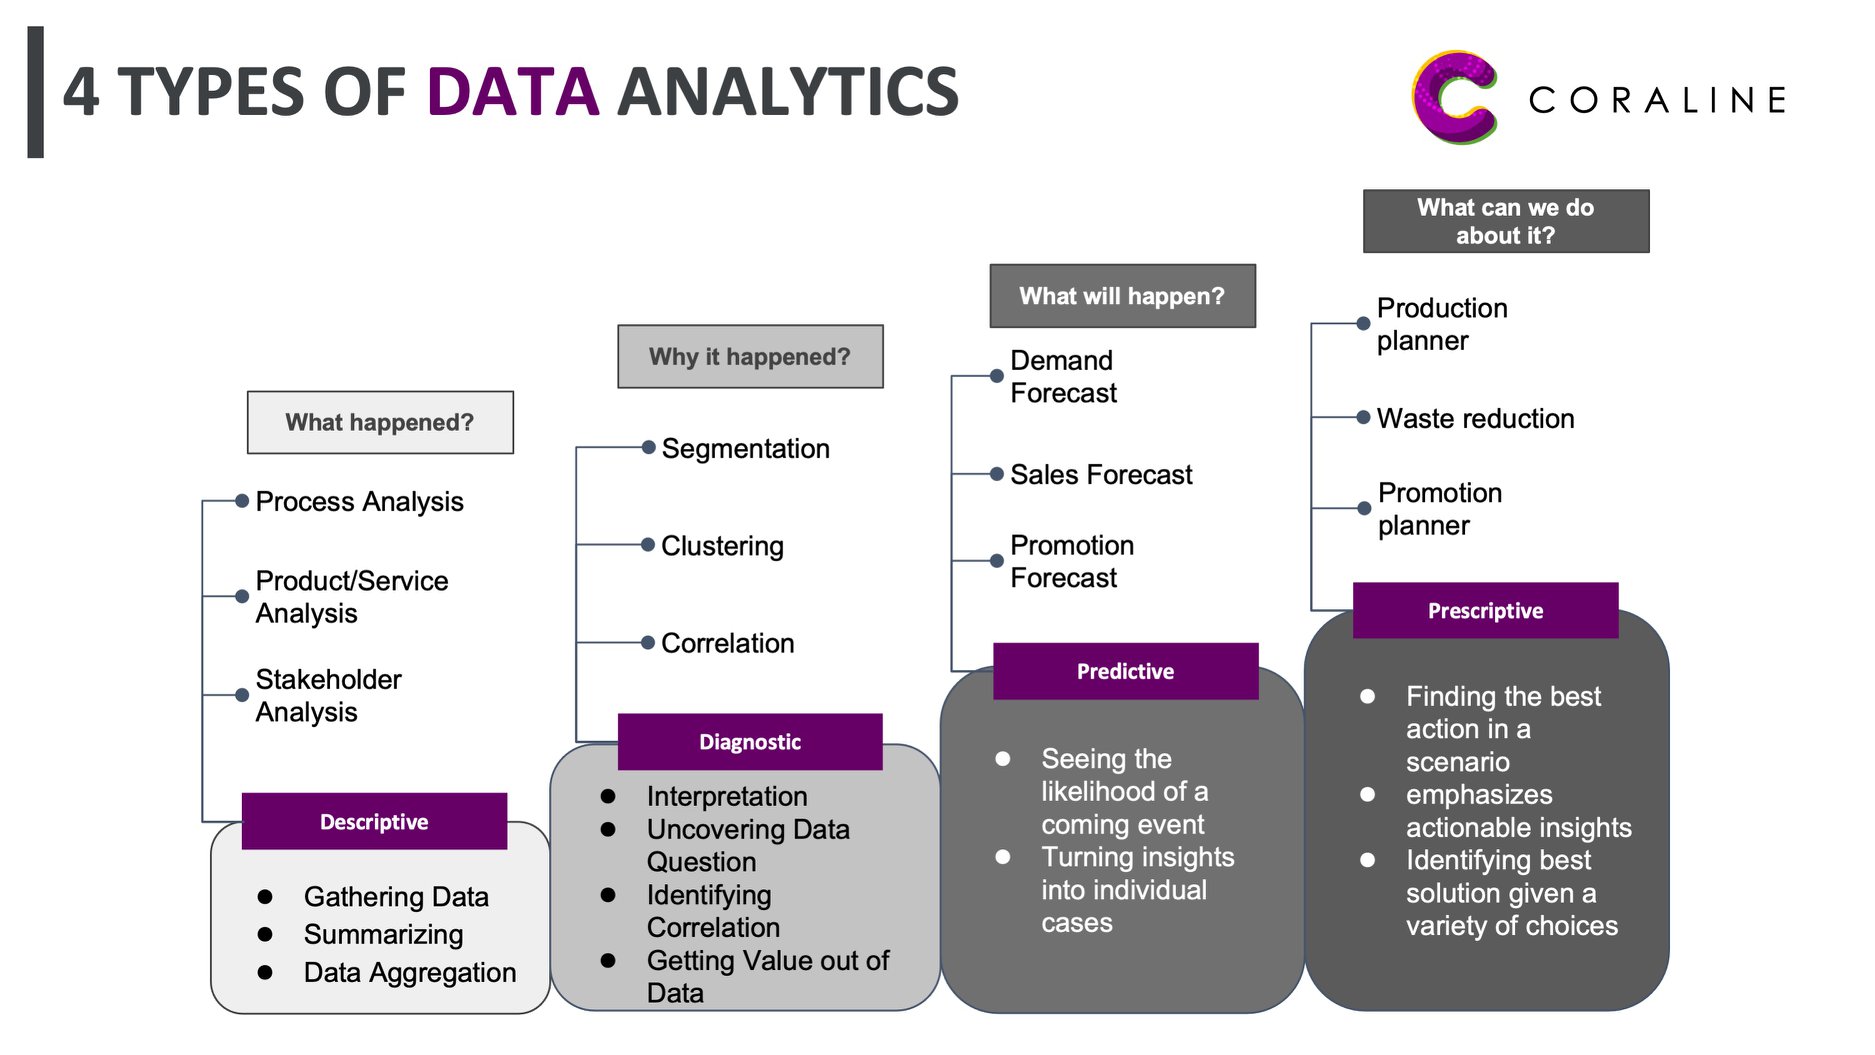 4 TYPES OF DATA ANALYTICS
CORALINE
What happened?
Process Analysis
Product/Service
Analysis
Stakeholder
Analysis
Descriptive
Gathering Data
Summarizing
Data Aggregation
Why it happened?
Segmentation
Clustering
Correlation
Diagnostic
Interpretation
Uncovering Data
Question
Identifying
Correlation
Getting Value out of
Data
What will happen?
Demand
Forecast
Sales Forecast
Promotion
Forecast
Predictive
Seeing the
likelihood of a
coming event
Turning insights
into individual
cases
What can we do
about it?
Production
planner
Waste reduction
Promotion
planner
Prescriptive
Finding the best
action in a
scenario
emphasizes
actionable insights
Identifying best
solution given a
variety of choices